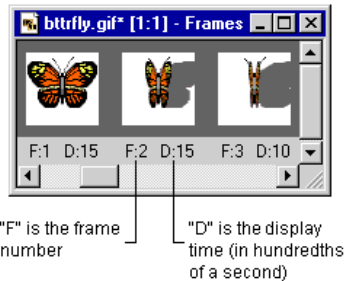 bttrfly.gif* [1:1] - Frames
F:1 D:15 F:2 D:15 F:3 D:10
"F" is the frame
number
"D" is the display
time (in hundredths
of a second)